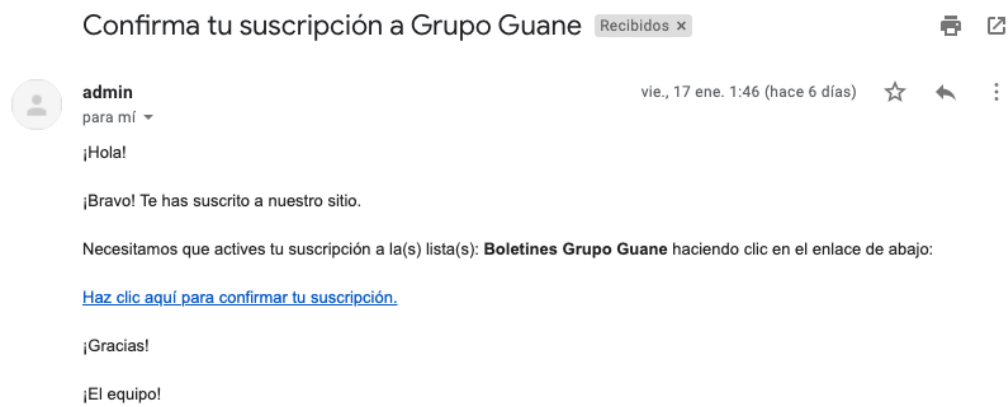 Confirma tu suscripción a Grupo Guane Recibidos x
admin vie., 17 ene. 1:46 (hace 6 días)
para mí
¡Hola!
¡Bravo! Te has suscrito a nuestro sitio.
Necesitamos que actives tu suscripción a la(s) lista(s): Boletines Grupo Guane haciendo clic en el enlace de abajo:
Haz clic aquí para confirmar tu suscripción.
¡Gracias!
¡El equipo!